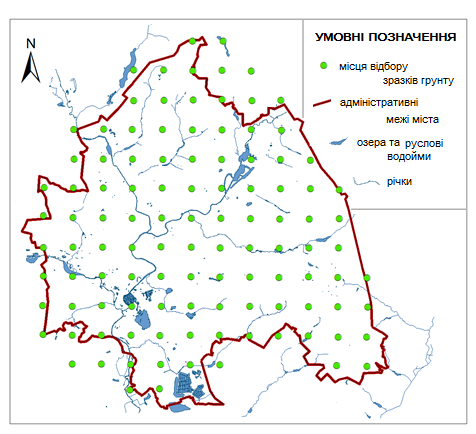 N
УМОВНІ ПОЗНАЧЕННЯ
місця відбору
зразків грунту
адміністративні
межі міста
озера та руслові
водойми
річки